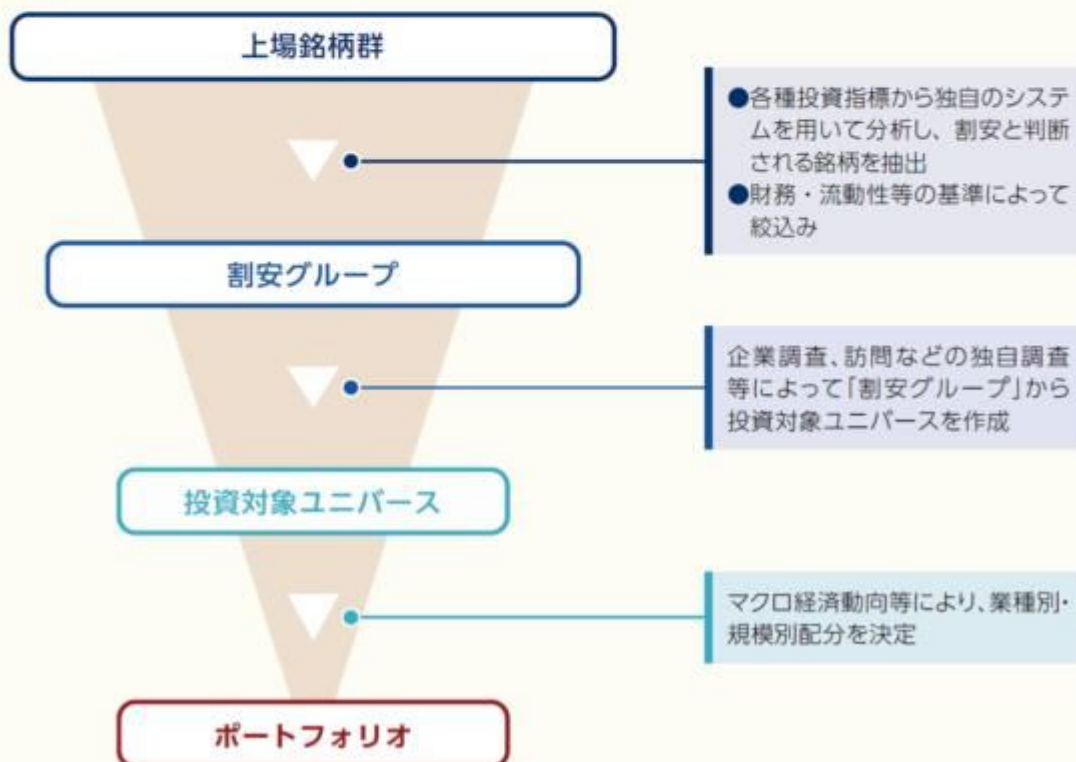 上場銘柄群
●各種投資指標から独自のシステ
ムを用いて分析し、割安と判断
される銘柄を抽出
●財務・流動性等の基準によって
絞込み
割安グループ
企業調査、訪問などの独自調査
等によって「割安グループ」から
投資対象ユニバースを作成
投資対象ユニバース
マクロ経済動向等により、業種別・
規模別配分を決定
ポートフォリオ